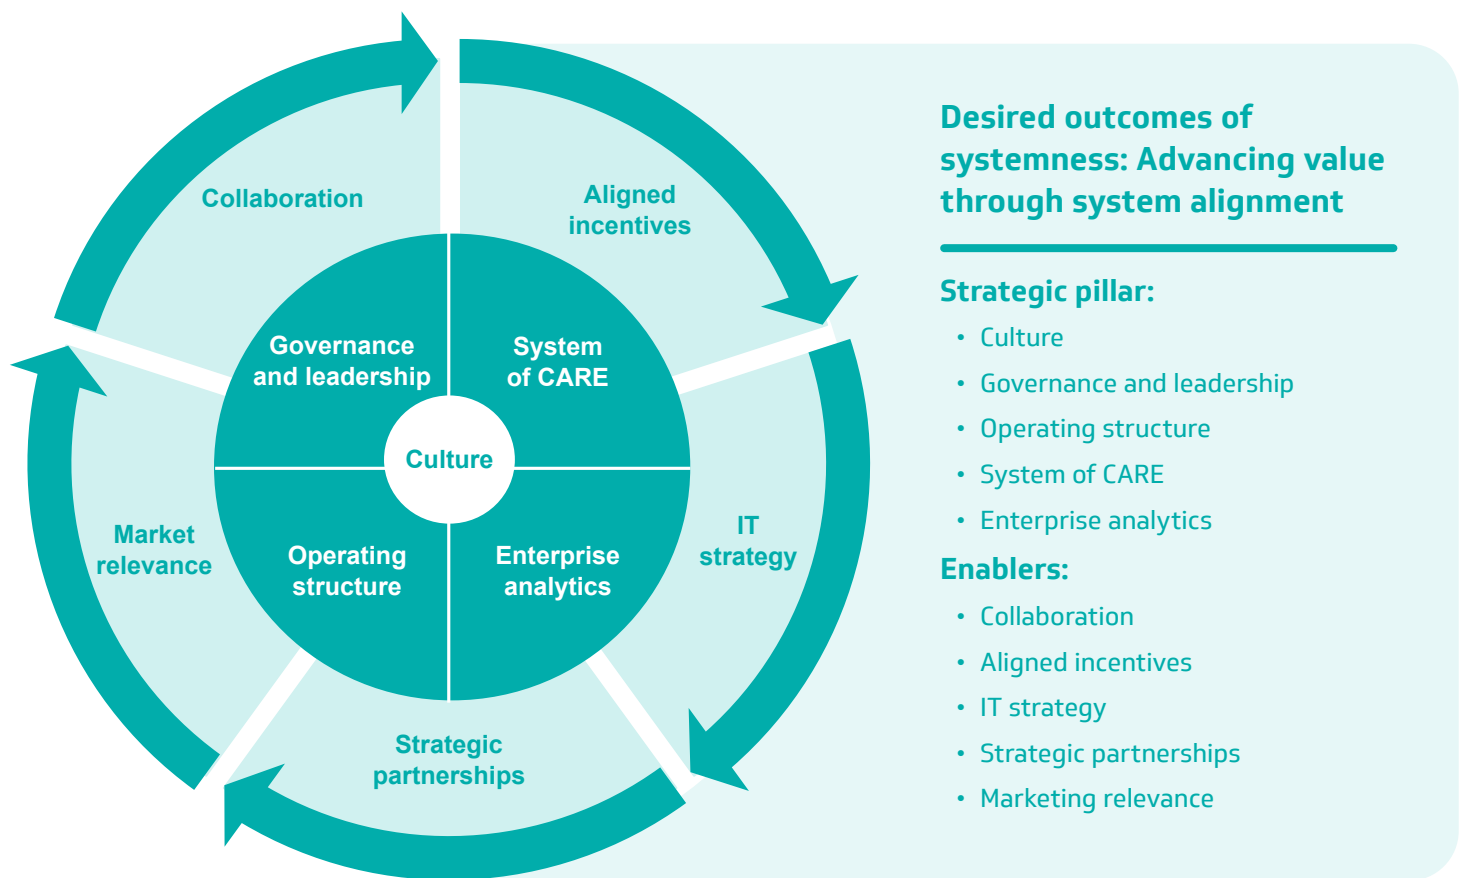 Collaboration
Aligned
incentives
Governance
and leadership
System
of CARE
Culture
Market
relevance
Operating
structure
Enterprise
analytics
IT
strategy
Strategic
partnerships
Desired outcomes of
systemness: Advancing value
through system alignment
Strategic pillar:
• Culture
• Governance and leadership
• Operating structure
• System of CARE
• Enterprise analytics
Enablers:
• Collaboration
• Aligned incentives
• IT strategy
• Strategic partnerships
• Marketing relevance